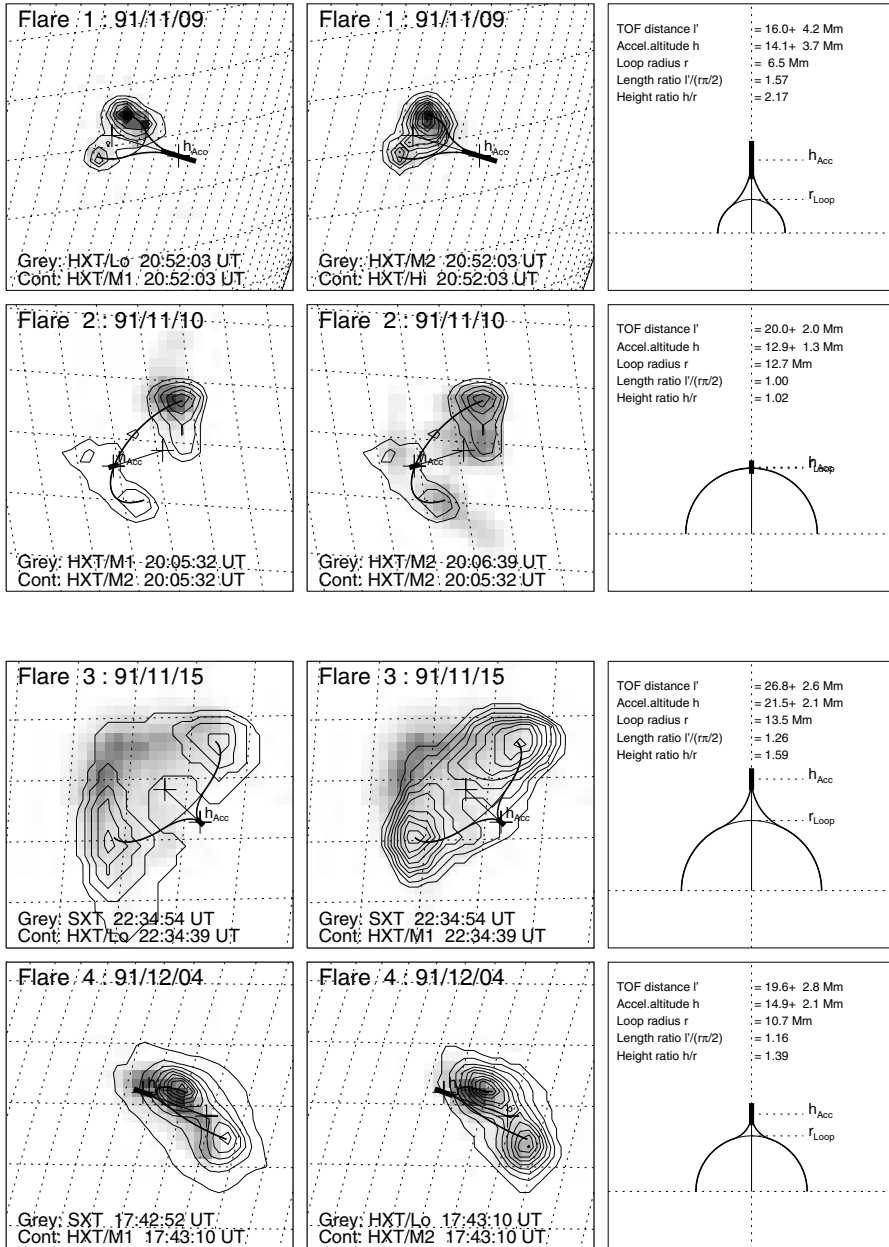 Flare 1 : 91/11/09
hAcc
Grey: HXT/Lo 20:52:03 UT
Cont: HXT/M1 20:52:03 UT
Flare 1 : 91/11/09
hAcc
Grey: HXT/M2 20:52:03 UT
Cont: HXT/Hi 20:52:03 UT
TOF distance l' = 16.0+ 4.2 Mm
Accel.altitude h = 14.1+ 3.7 Mm
Loop radius r = 6.5 Mm
Length ratio l'/(rπ/2) = 1.57
Height ratio h/r = 2.17
hAcc
rLoop
Flare 2 : 91/11/10
hAcc
Grey: HXT/M1 20:05:32 UT
Cont: HXT/M2 20:05:32 UT
Flare 2 : 91/11/10
hAcc
Grey: HXT/M2 20:06:39 UT
Cont: HXT/M2 20:05:32 UT
TOF distance l' = 20.0+ 2.0 Mm
Accel.altitude h = 12.9+ 1.3 Mm
Loop radius r = 12.7 Mm
Length ratio l'/(rπ/2) = 1.00
Height ratio h/r = 1.02
Flare 3 : 91/11/15
hAcc
Grey: SXT 22:34:54 UT
Cont: HXT/Lo 22:34:39 UT
Flare 3 : 91/11/15
hAcc
Grey: SXT 22:34:54 UT
Cont: HXT/M1 22:34:39 UT
TOF distance l' = 26.8+ 2.6 Mm
Accel.altitude h = 21.5+ 2.1 Mm
Loop radius r = 13.5 Mm
Length ratio l'/(rπ/2) = 1.26
Height ratio h/r = 1.59
hAcc
rLoop
Flare 4 : 91/12/04
h
Grey: SXT 17:42:52 UT
Cont: HXT/M1 17:43:10 UT
Flare 4 : 91/12/04
h
Grey: HXT/Lo 17:43:10 UT
Cont: HXT/M2 17:43:10 UT
TOF distance l' = 19.6+ 2.8 Mm
Accel.altitude h = 14.9+ 2.1 Mm
Loop radius r = 10.7 Mm
Length ratio l'/(rπ/2) = 1.16
Height ratio h/r = 1.39
hAcc
rLoop